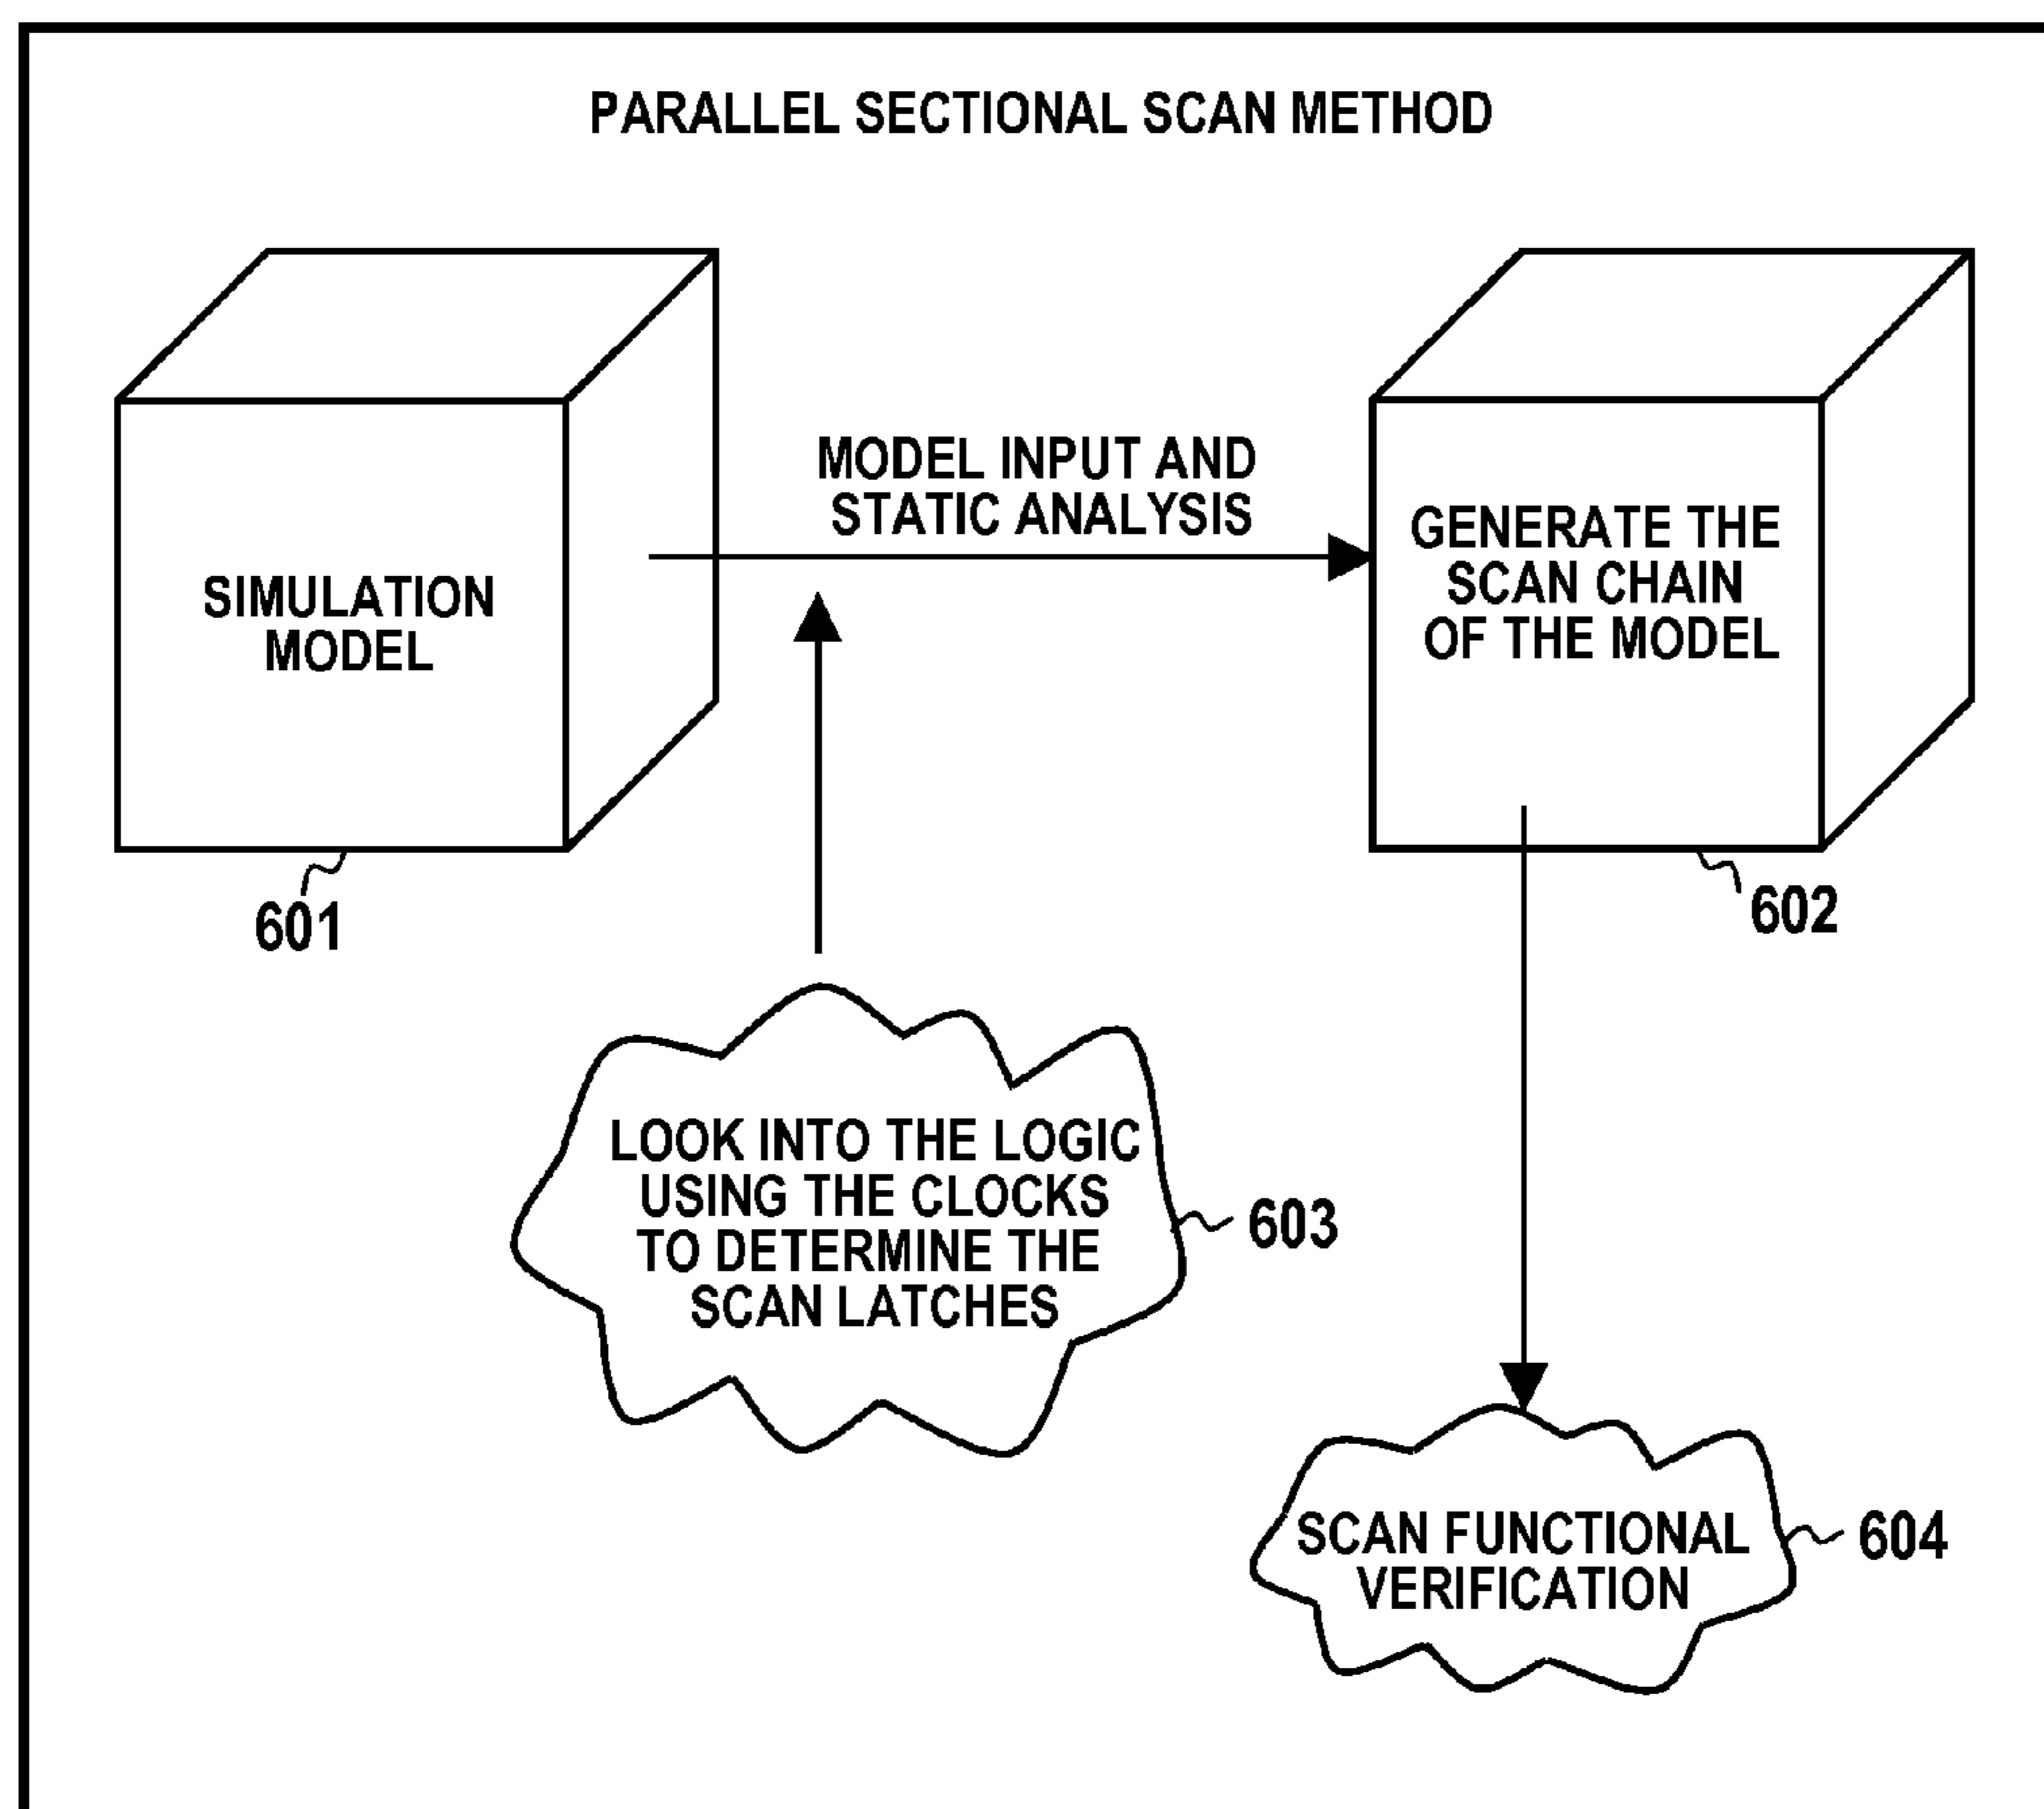 PARALLEL SECTIONAL SCAN METHOD
MODEL INPUT AND
STATIC ANALYSIS
SIMULATION
MODEL
GENERATE THE
SCAN CHAIN
OF THE MODEL
601
602
LOOK INTO THE LOGIC
USING THE CLOCKS
TO DETERMINE THE
SCAN LATCHES
603
SCAN FUNCTIONAL
VERIFICATION
604